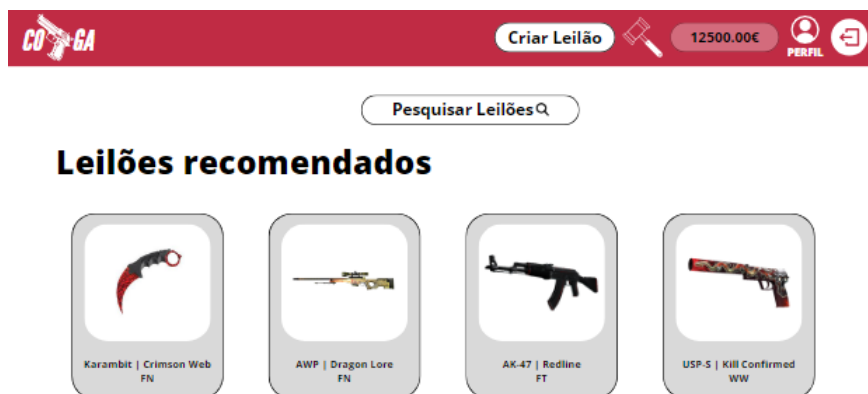 CO GA
Criar Leilão
12500.00€
PERFIL
Pesquisar Leilões
Leilões recomendados
Karambit | Crimson Web
FN
AWP | Dragon Lore
FN
AK-47 | Redline
FT
USP-S | Kill Confirmed
WW